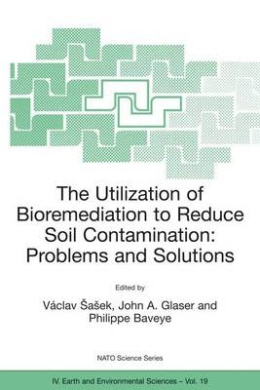 The Utilization of
Bioremediation to Reduce
Soil Contamination:
Problems and Solutions
Edited by
Václav Šašek, John A. Glaser and
Philippe Baveye
NATO Science Series
IV. Earth and Environmental Sciences – Vol. 19